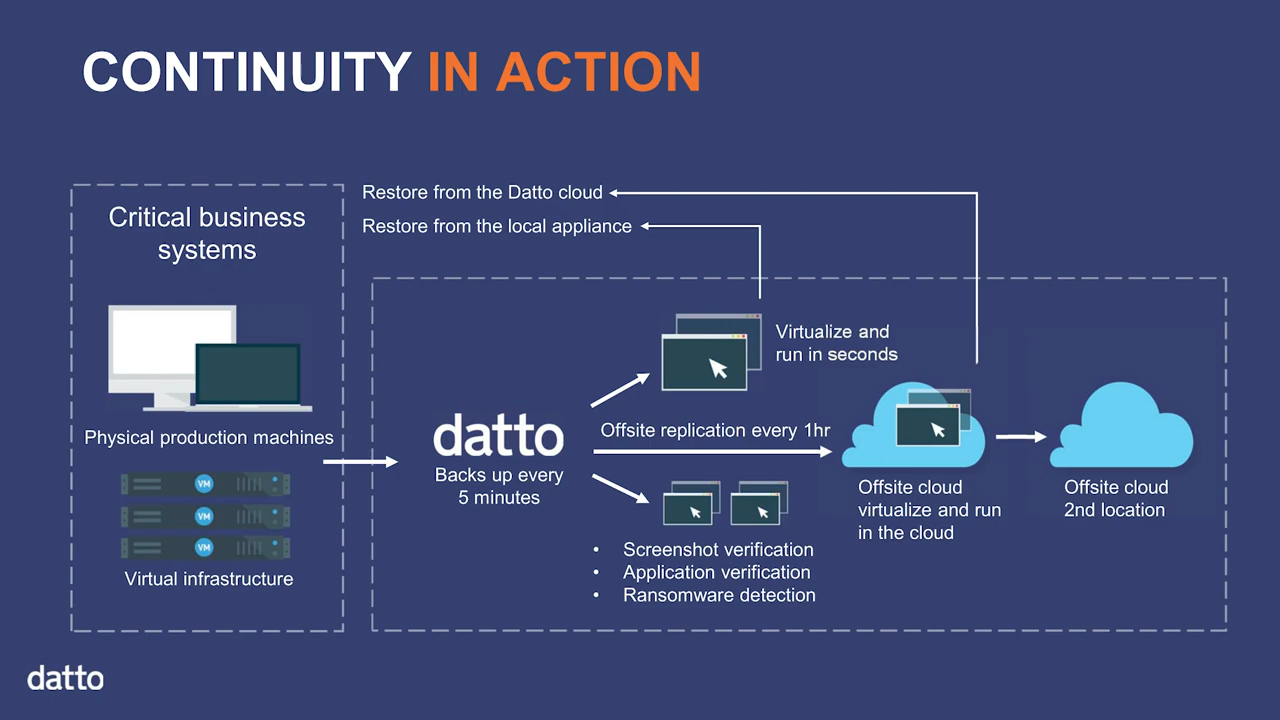 CONTINUITY IN ACTION
Critical business
systems
Physical production machines
VM
VM
VM
Virtual infrastructure
Restore from the Datto cloud
Restore from the local appliance
Virtualize and
run in seconds
datto
Backs up every
5 minutes
Offsite replication every 1hr
• Screenshot verification
• Application verification
• Ransomware detection
Offsite cloud
virtualize and run
in the cloud
Offsite cloud
2nd location
datto